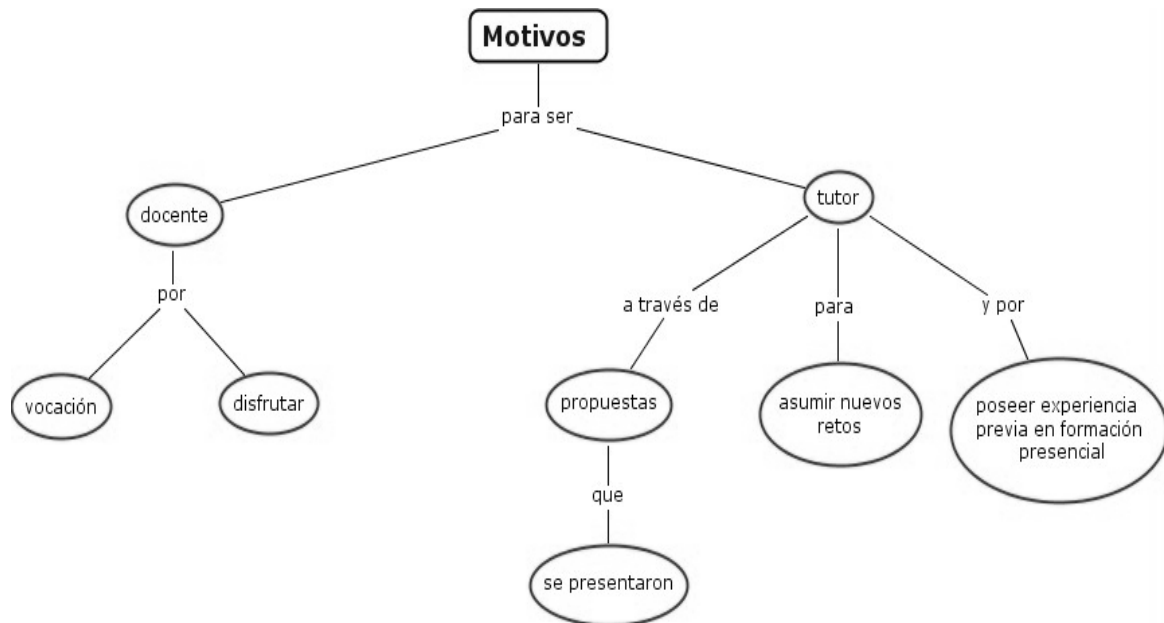 Motivos
para ser
docente
tutor
por
a través de
para
y por
vocación
disfrutar
propuestas
asumir nuevos
retos
poseer experiencia
previa en formación
presencial
que
se presentaron